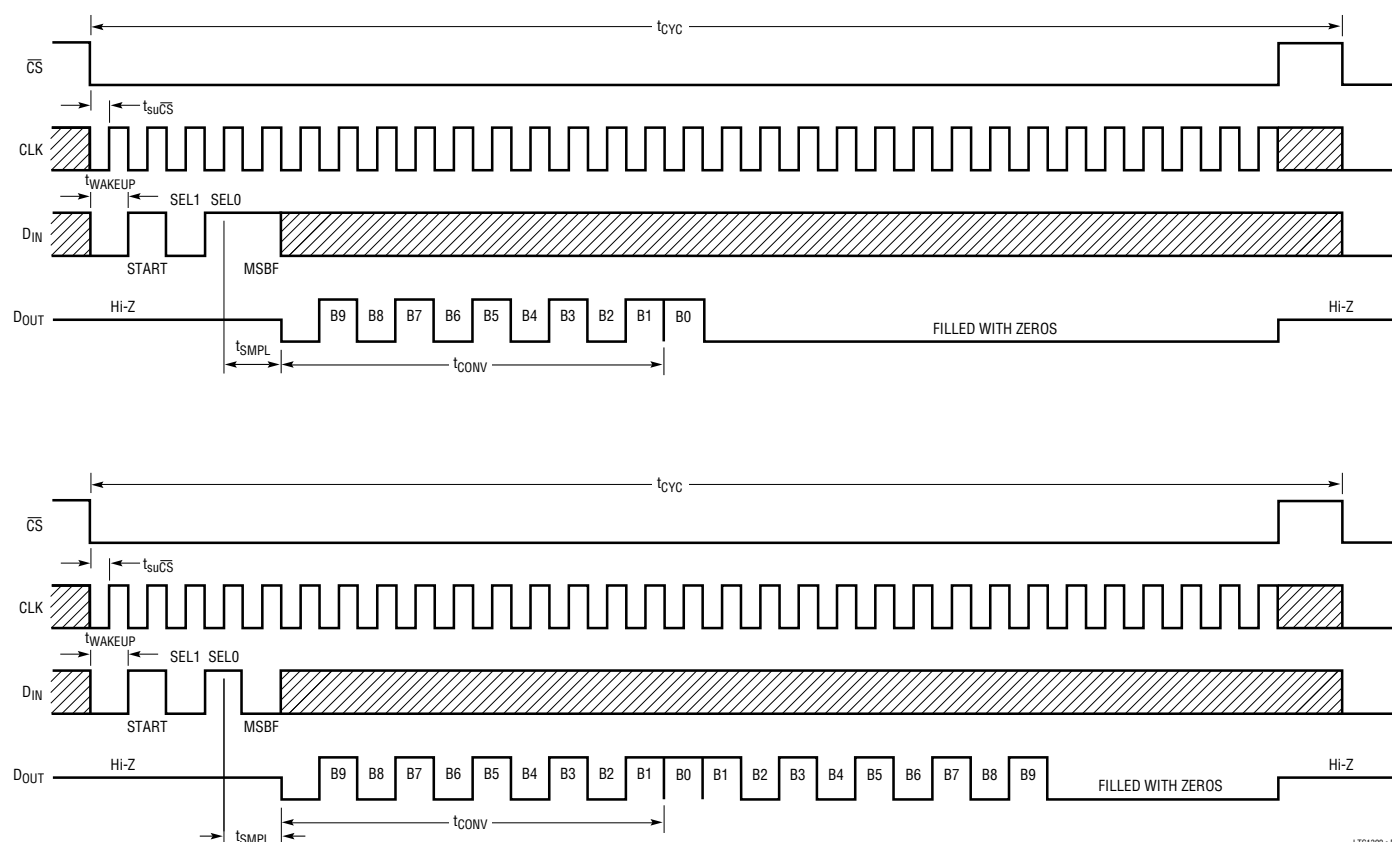 tCYC
CS
tsuCS
CLK
tWAKEUP
SEL1 SEL0
DIN
START MSBF
Hi-Z Hi-Z
DOUT B9 B8 B7 B6 B5 B4 B3 B2 B1 B0 FILLED WITH ZEROS
tSMPL
tCONV
tCYC
CS
tsuCS
CLK
tWAKEUP
SEL1 SEL0
DIN
START MSBF
Hi-Z Hi-Z
DOUT B9 B8 B7 B6 B5 B4 B3 B2 B1 B0 B1 B2 B3 B4 B5 B6 B7 B8 B9 FILLED WITH ZEROS
tCONV
tSMPL